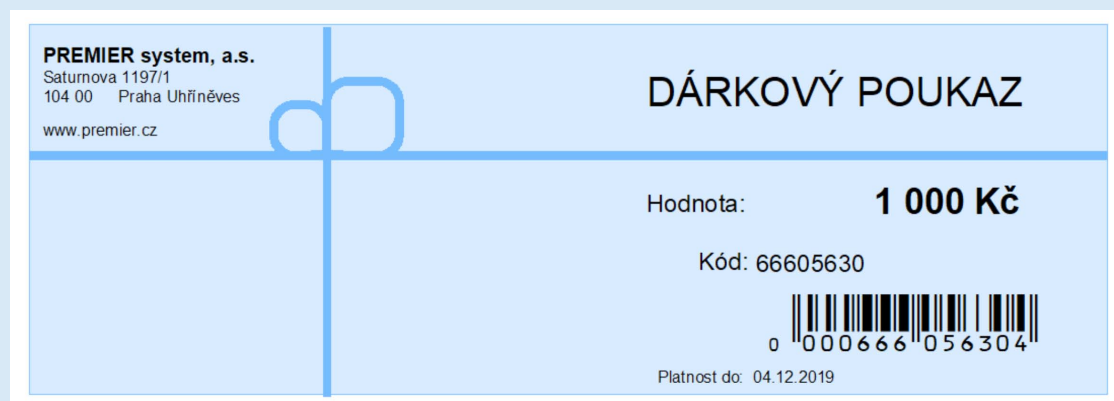 PREMIER system, a.s.
Saturnova 1197/1
104 00 Praha Uhříněves
www.premier.cz
DÁRKOVÝ POUKAZ
Hodnota: 1 000 Kč
Kód: 66605630
0 000666 056304
Platnost do: 04.12.2019